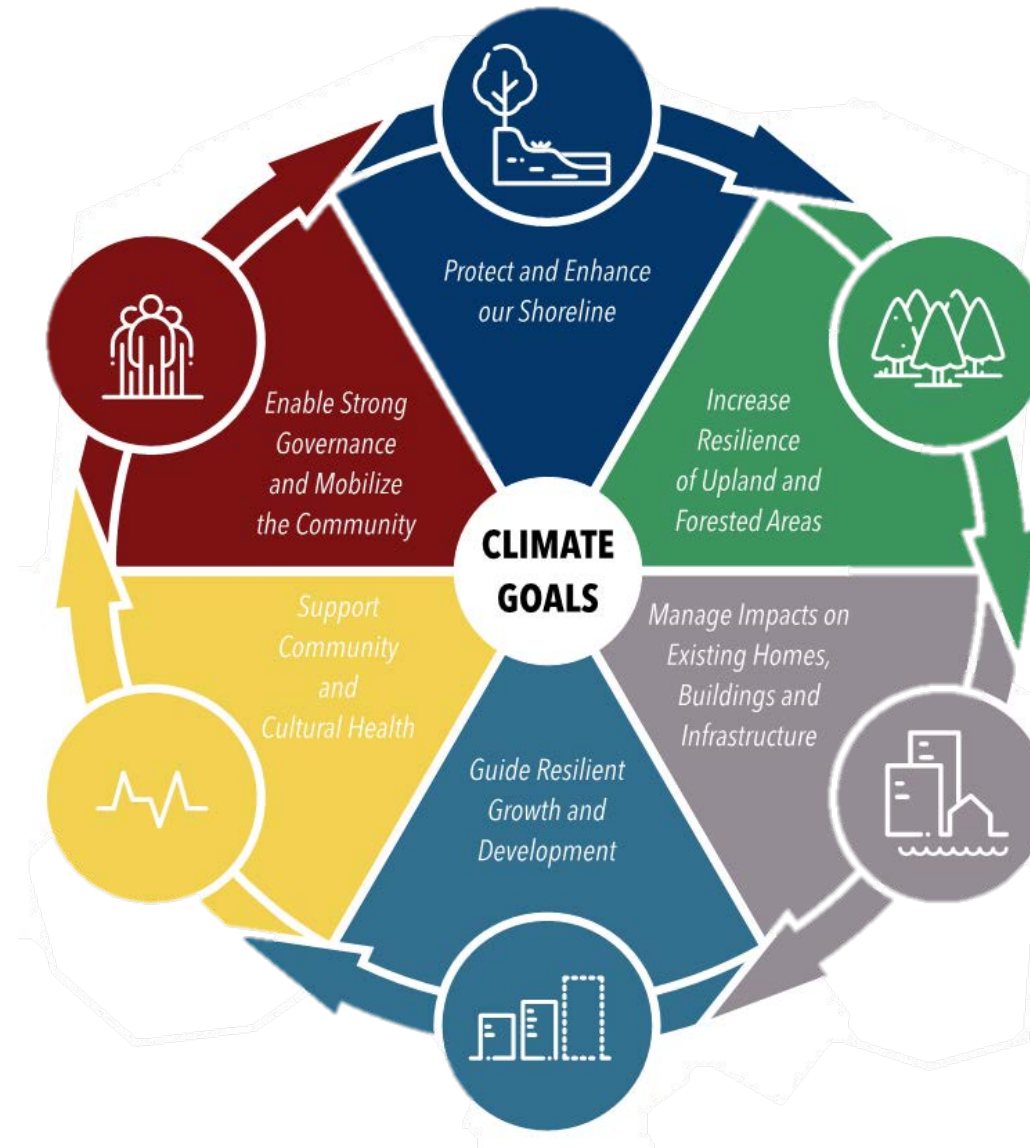 Protect and Enhance
our Shoreline
Increase
Resilience
of Upland and
Forested Areas
Manage Impacts on
Existing Homes,
Buildings and
Infrastructure
Guide Resilient
Growth and
Development
Support
Community
and
Cultural Health
Enable Strong
Governance
and Mobilize
the Community
CLIMATE
GOALS